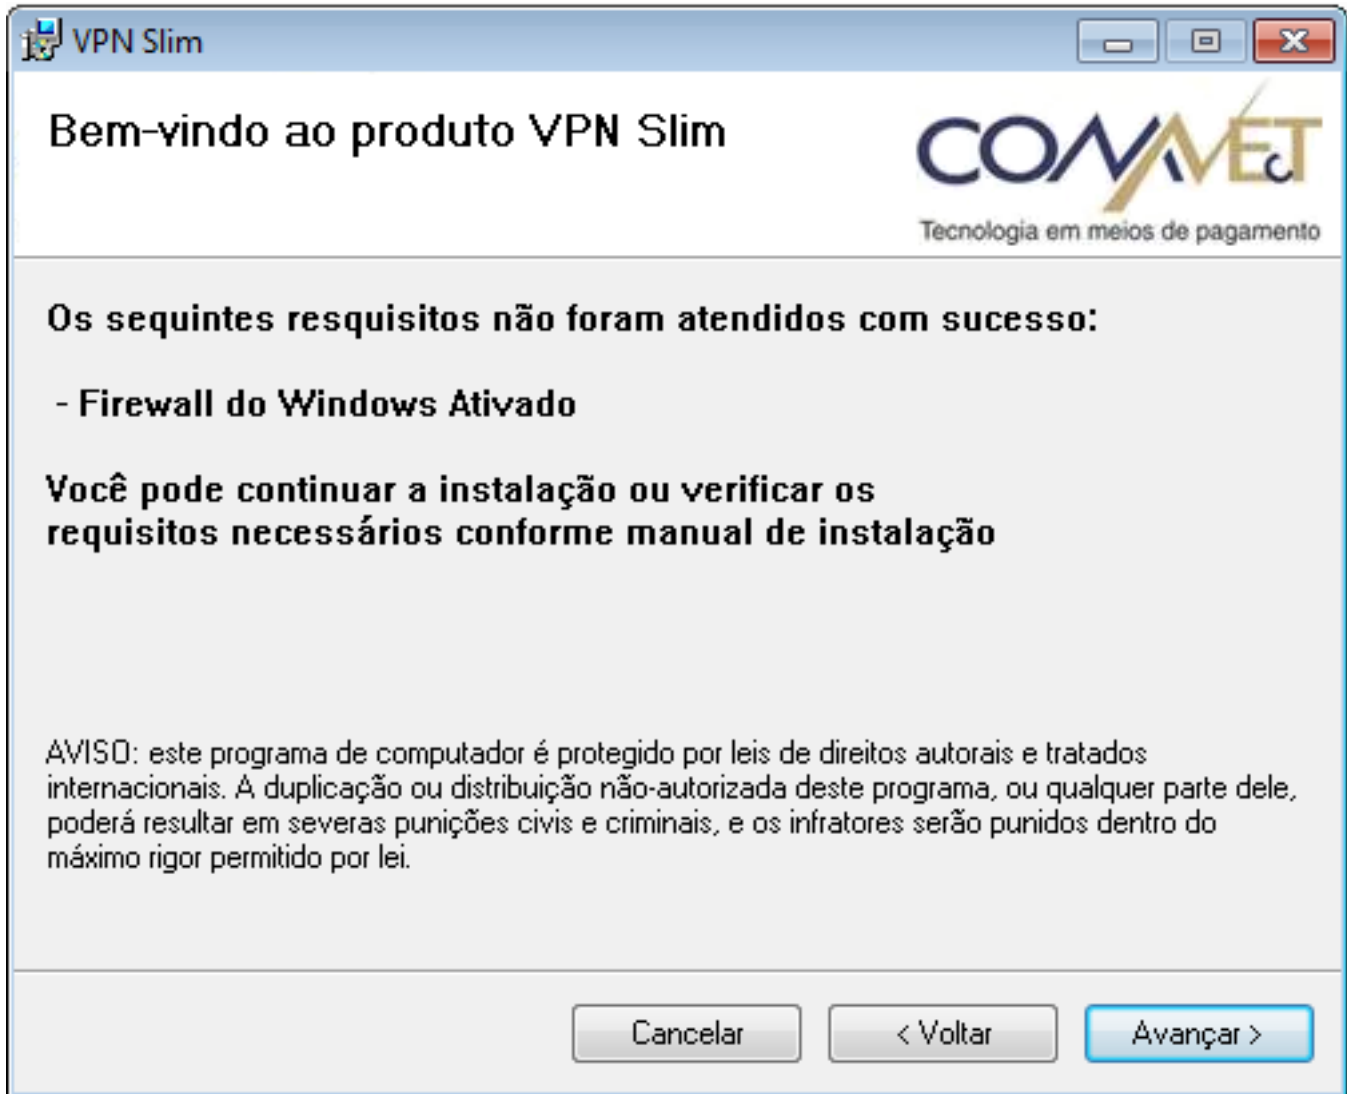 VPN Slim
Bem-vindo ao produto VPN Slim
CONNECT
Tecnologia em meios de pagamento
Os sequintes resquisitos não foram atendidos com sucesso:
- Firewall do Windows Ativado
Você pode continuar a instalação ou verificar os
requisitos necessários conforme manual de instalação
AVISO: este programa de computador é protegido por leis de direitos autorais e tratados
internacionais. A duplicação ou distribuição não-autorizada deste programa, ou qualquer parte dele,
poderá resultar em severas punições civis e criminais, e os infratores serão punidos dentro do
máximo rigor permitido por lei.
Cancelar
< Voltar
Avançar >